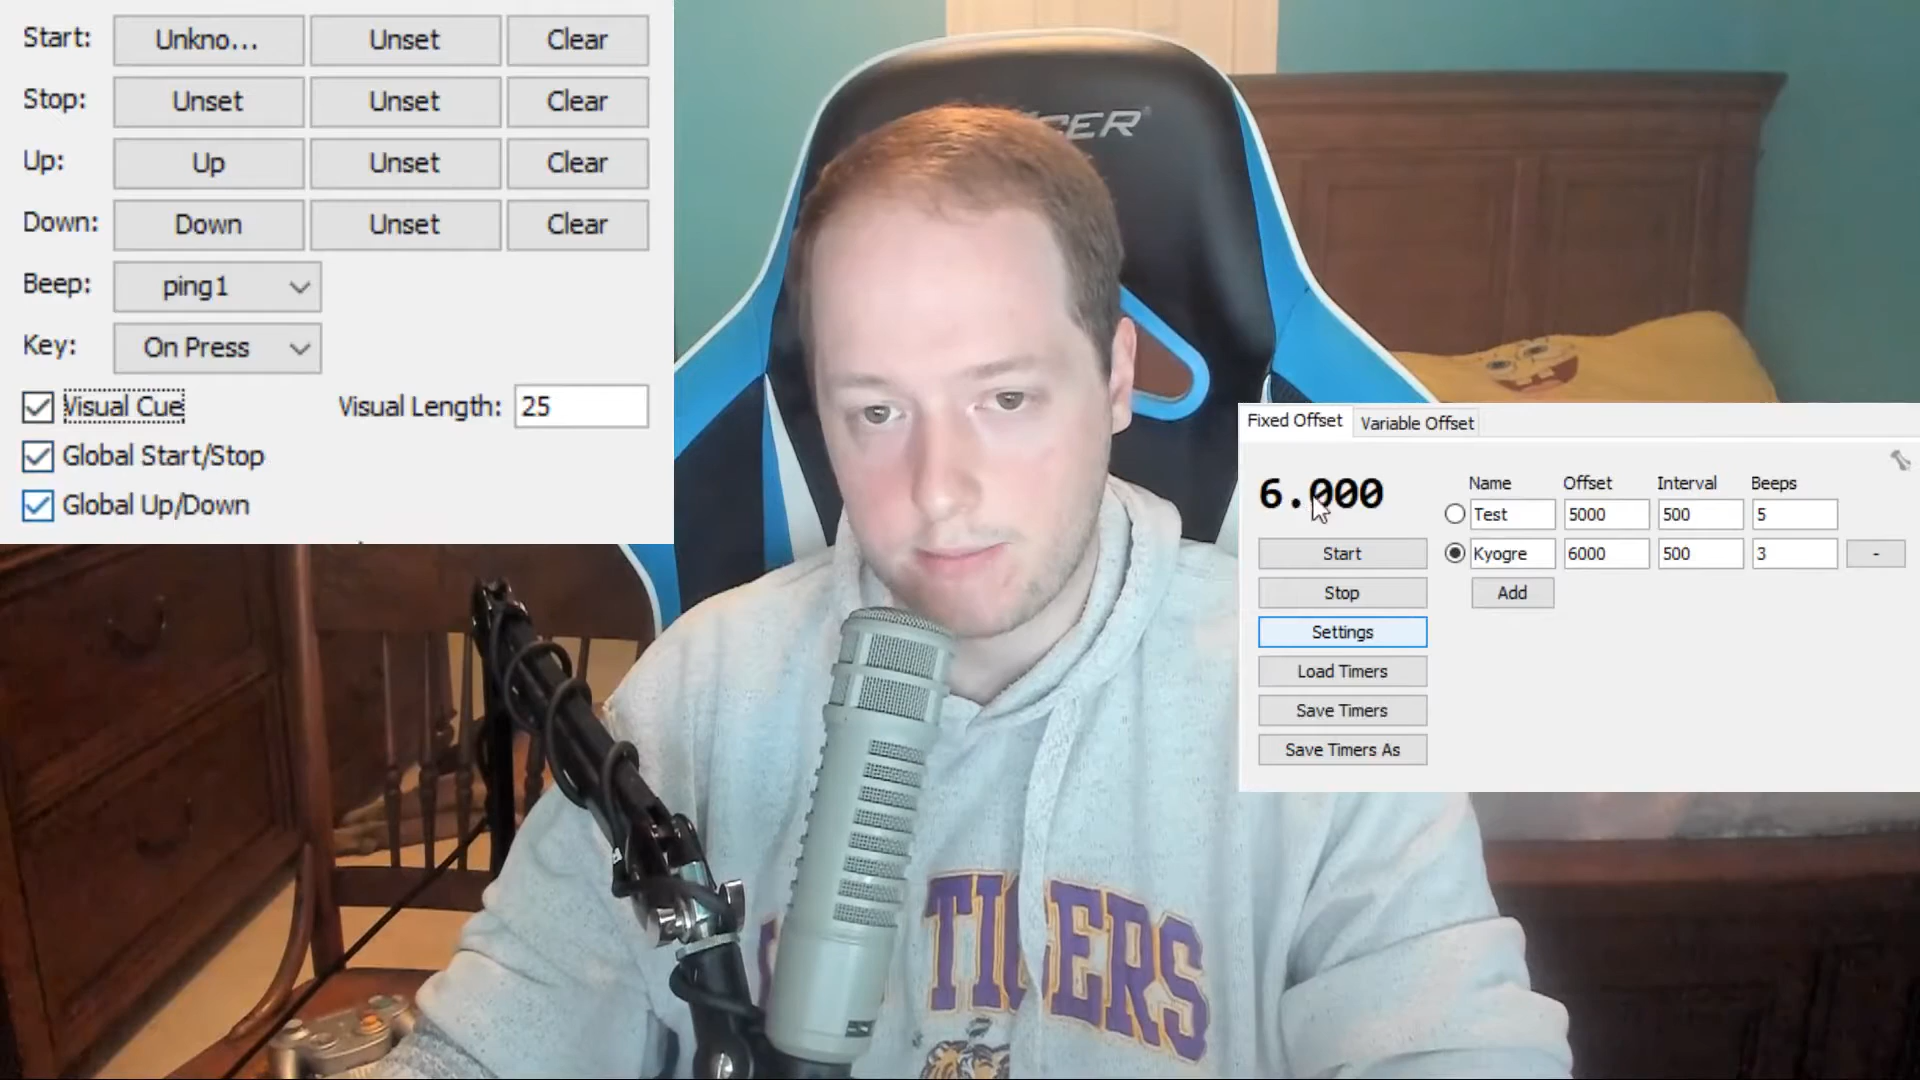 Start: Unkno... Unset Clear
Stop: Unset Unset Clear
Up: Up Unset Clear
Down: Down Unset Clear
Beep: ping1
Key: On Press
Visual Cue Visual Length: 25
Global Start/Stop
Global Up/Down
Fixed Offset Variable Offset
6.000
Name Offset Interval Beeps
Test 5000 500 5
Start
Kyogre 6000 500 3 -
Stop
Add
Settings
Load Timers
Save Timers
Save Timers As
TIGERS